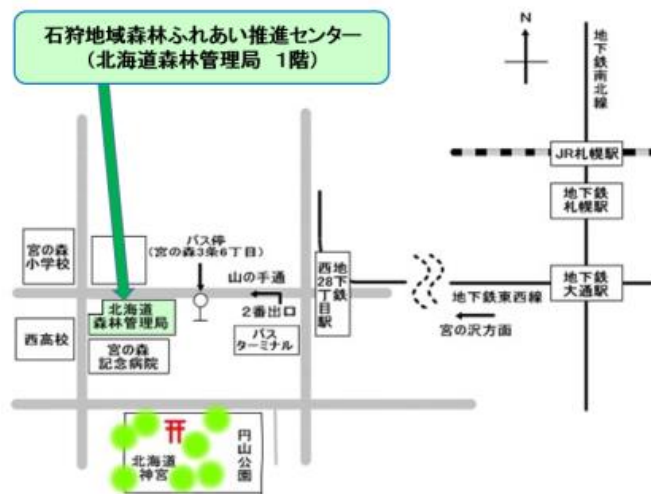 石狩地域森林ふれあい推進センター
（北海道森林管理局　1階）
N
地下鉄南北線
JR札幌駅
地下鉄
札幌駅
バス停
(宮の森3条6丁目)
宮の森
小学校
山の手通
地下鉄
西28丁目駅
地下鉄
大通駅
地下鉄東西線
北海道
森林管理局
2番出口
宮の沢方面
西高校
宮の森
記念病院
バス
ターミナル
北海道
神宮
円山公園